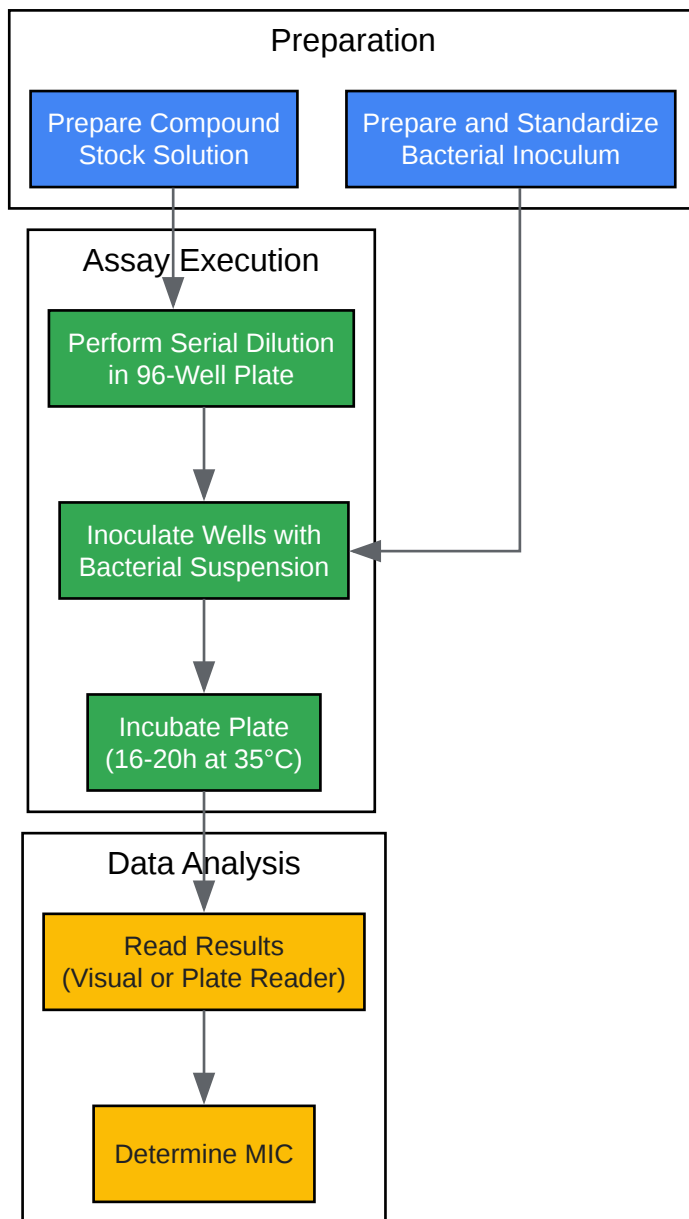 Preparation
Prepare Compound
Stock Solution
Prepare and Standardize
Bacterial Inoculum
Assay Execution
Perform Serial Dilution
in 96-Well Plate
Inoculate Wells with
Bacterial Suspension
Incubate Plate
(16-20h at 35°C)
Data Analysis
Read Results
(Visual or Plate Reader)
Determine MIC